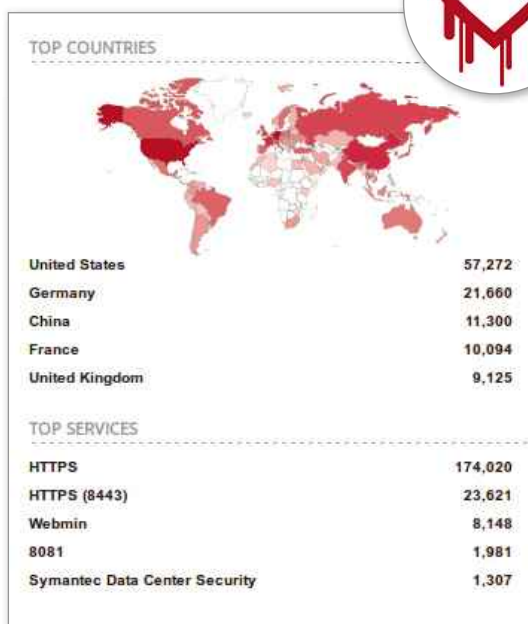 TOP COUNTRIES
United States 57,272
Germany 21,660
China 11,300
France 10,094
United Kingdom 9,125
TOP SERVICES
HTTPS 174,020
HTTPS (8443) 23,621
Webmin 8,148
8081 1,981
Symantec Data Center Security 1,307